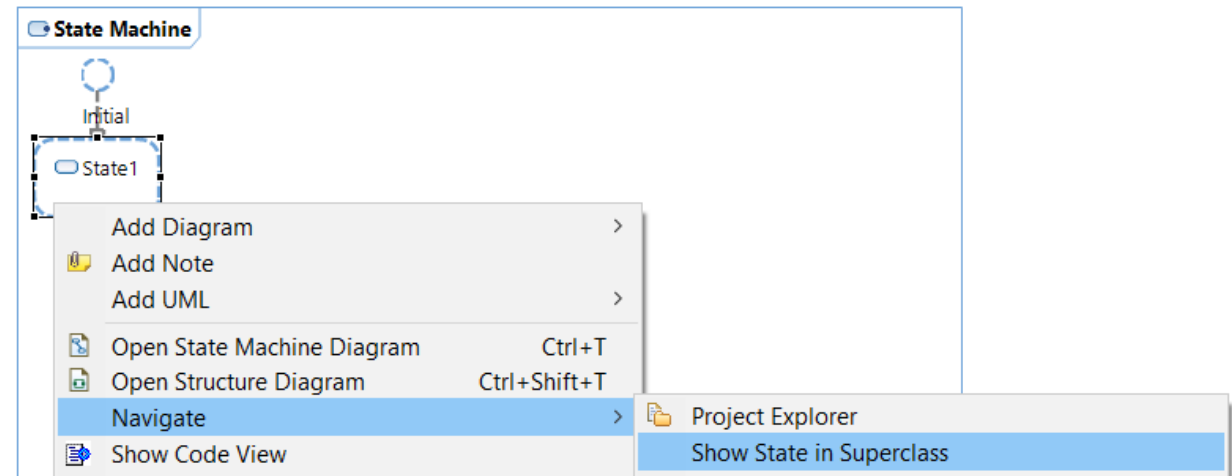 State Machine
Initial
State1
Add Diagram
Add Note
Add UML
Open State Machine Diagram Ctrl+T
Open Structure Diagram Ctrl+Shift+T
Navigate
Project Explorer
Show State in Superclass
Show Code View